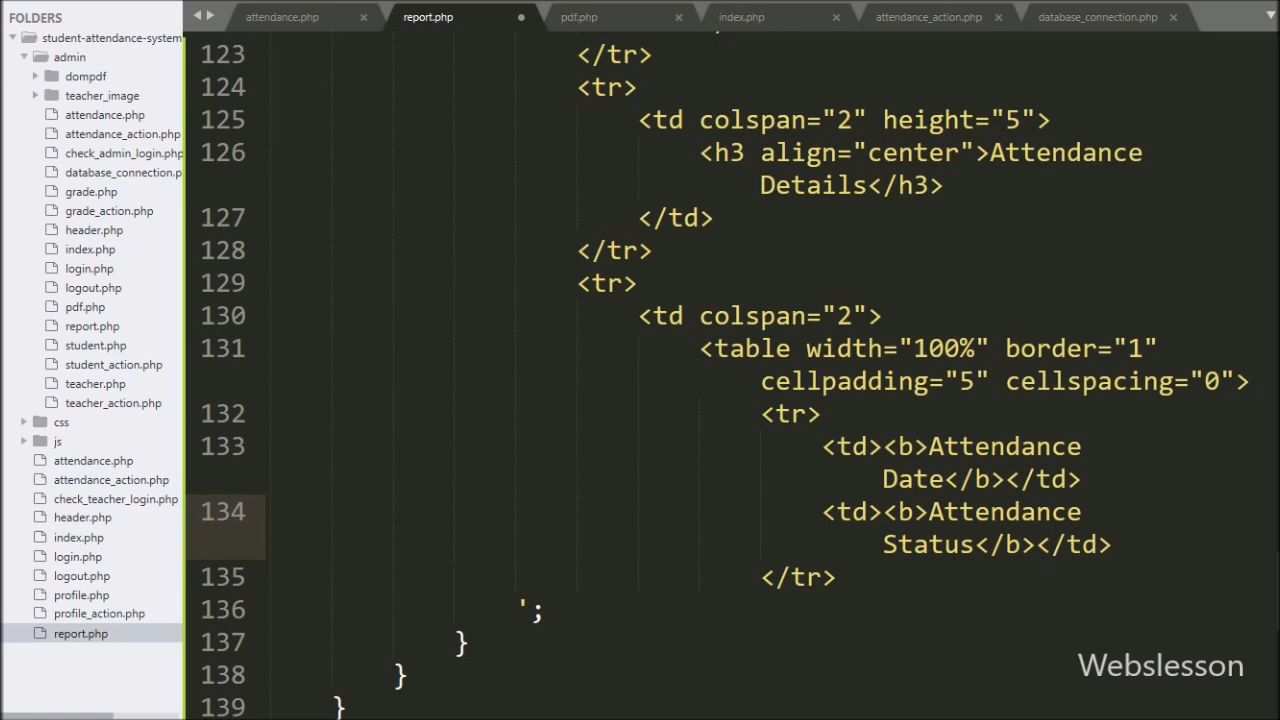 FOLDERS
student-attendance-system
admin
dompdf
teacher_image
attendance.php
attendance_action.php
check_admin_login.php
database_connection.p
grade.php
grade_action.php
header.php
index.php
login.php
logout.php
pdf.php
report.php
student.php
student_action.php
teacher.php
teacher_action.php
css
js
attendance.php
attendance_action.php
check_teacher_login.php
header.php
index.php
login.php
logout.php
profile.php
profile_action.php
report.php
attendance.php × report.php pdf.php × index.php × attendance_action.php × database_connection.php ×
123 </tr>
124 <tr>
125 <td colspan="2" height="5">
126 <h3 align="center">Attendance
Details</h3>
127 </td>
128 </tr>
129 <tr>
130 <td colspan="2">
131 <table width="100%" border="1"
cellpadding="5" cellspacing="0">
132 <tr>
133 <td><b>Attendance
Date</b></td>
134 <td><b>Attendance
Status</b></td>
135 </tr>
136 ';
137 }
138 }
139 }
Webslesson